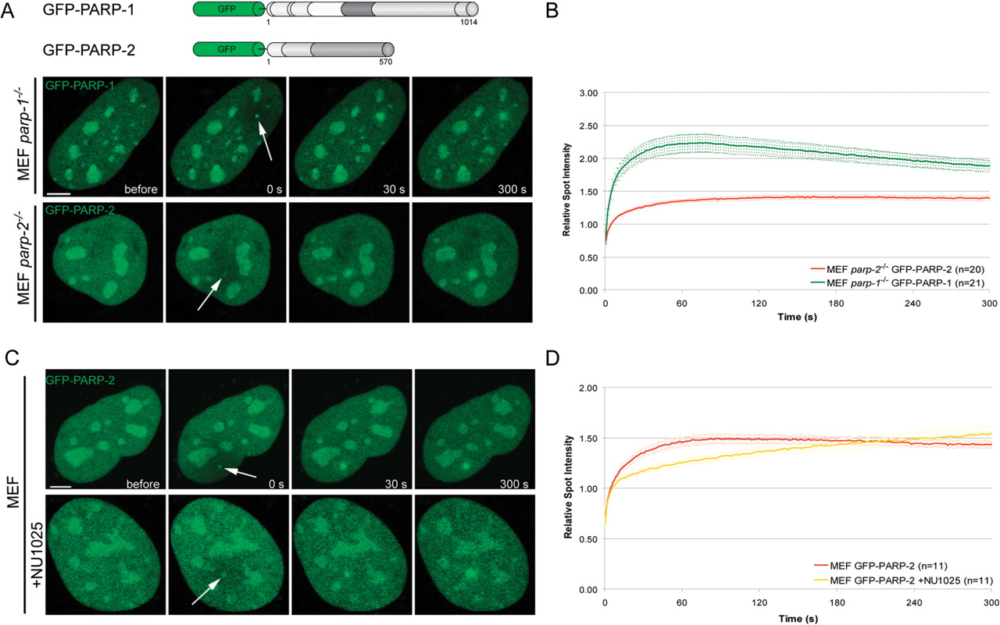 A
GFP-PARP-1
GFP
1
1014
GFP-PARP-2
GFP
1
570
MEF parp-1-/-
GFP-PARP-1
before
0 s
30 s
300 s
MEF parp-2-/-
GFP-PARP-2
B
Relative Spot Intensity
3.00
2.50
2.00
1.50
1.00
0.50
0.00
0
60
120
180
240
300
Time (s)
MEF parp-2-/- GFP-PARP-2 (n=20)
MEF parp-1-/- GFP-PARP-1 (n=21)
C
MEF
GFP-PARP-2
before
0 s
30 s
300 s
+NU1025
D
Relative Spot Intensity
2.00
1.50
1.00
0.50
0.00
0
60
120
180
240
300
Time (s)
MEF GFP-PARP-2 (n=11)
MEF GFP-PARP-2 +NU1025 (n=11)